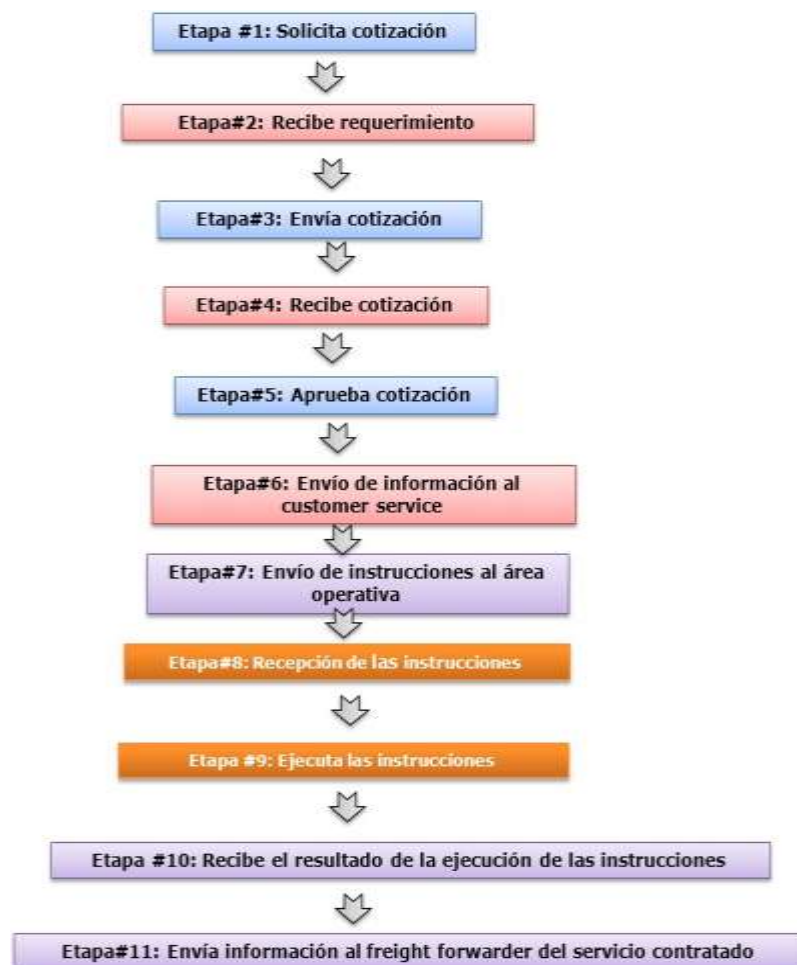 Etapa #1: Solicita cotización
Etapa#2: Recibe requerimiento
Etapa#3: Envía cotización
Etapa#4: Recibe cotización
Etapa#5: Aprueba cotización
Etapa#6: Envío de información al
customer service
Etapa#7: Envío de instrucciones al área
operativa
Etapa#8: Recepción de las instrucciones
Etapa #9: Ejecuta las instrucciones
Etapa #10: Recibe el resultado de la ejecución de las instrucciones
Etapa#11: Envía información al freight forwarder del servicio contratado